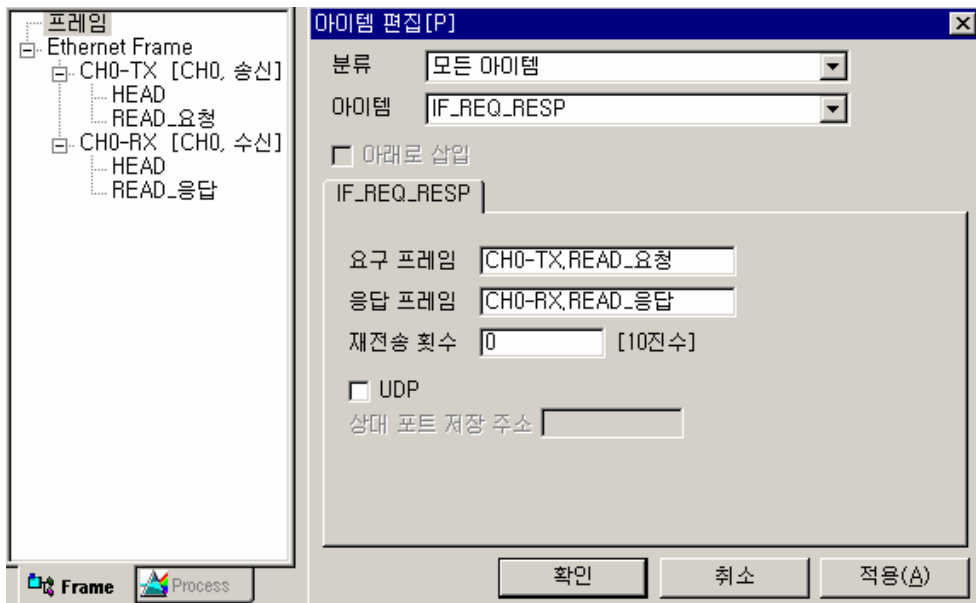 프레임
Ethernet Frame
CH0-TX [CH0, 송신]
HEAD
READ_요청
CH0-RX [CH0, 수신]
HEAD
READ_응답
Frame
Process
아이템 편집[P]
분류 모든 아이템
아이템 IF_REQ_RESP
아래로 삽입
IF_REQ_RESP
요구 프레임 CH0-TX,READ_요청
응답 프레임 CH0-RX,READ_응답
재전송 횟수 0 [10진수]
UDP
상대 포트 저장 주소
확인 취소 적용(A)